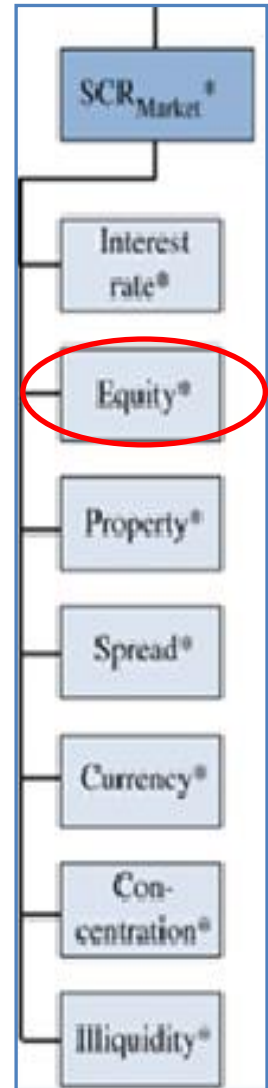 SCRMarket*
Interest
rate*
Equity*
Property*
Spread*
Currency*
Con-
centration*
Illiquidity*